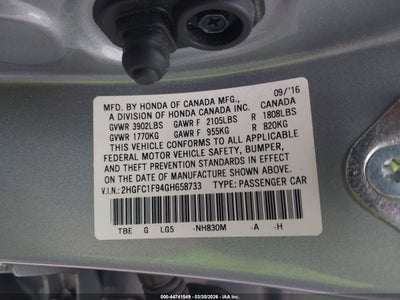 MFD. BY HONDA OF CANADA MFG., 09/'16
A DIVISION OF HONDA CANADA INC. CANADA
GVWR 3902LBS GAWR F 2105LBS R 1808LBS
GVWR 1770KG GAWR F 955KG R 820KG
THIS VEHICLE CONFORMS TO ALL APPLICABLE
FEDERAL MOTOR VEHICLE SAFETY, BUMPER,
AND THEFT PREVENTION STANDARDS IN EFFECT
ON THE DATE OF MANUFACTURE SHOWN ABOVE.
V.I.N.: 2HGFC1F94GH658733 TYPE: PASSENGER CAR
TBE G LG5 -NH830M -A -H
000-44741549 | 03/30/2026 - COPART